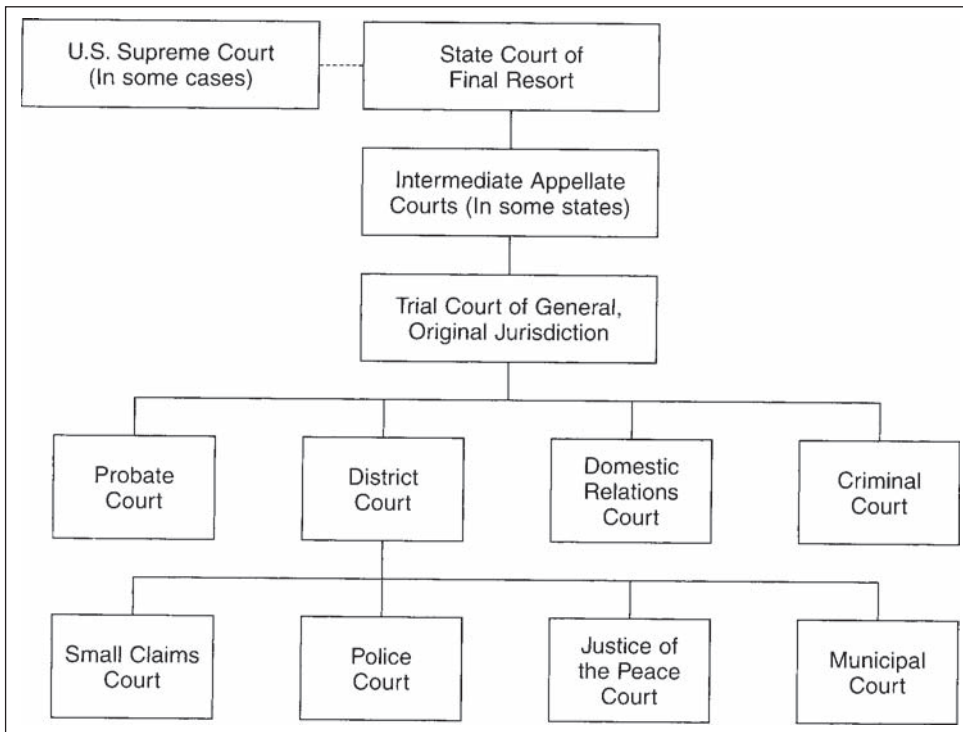 U.S. Supreme Court
(In some cases)
State Court of
Final Resort
Intermediate Appellate
Courts (In some states)
Trial Court of General,
Original Jurisdiction
Probate
Court
District
Court
Domestic
Relations
Court
Criminal
Court
Small Claims
Court
Police
Court
Justice of
the Peace
Court
Municipal
Court